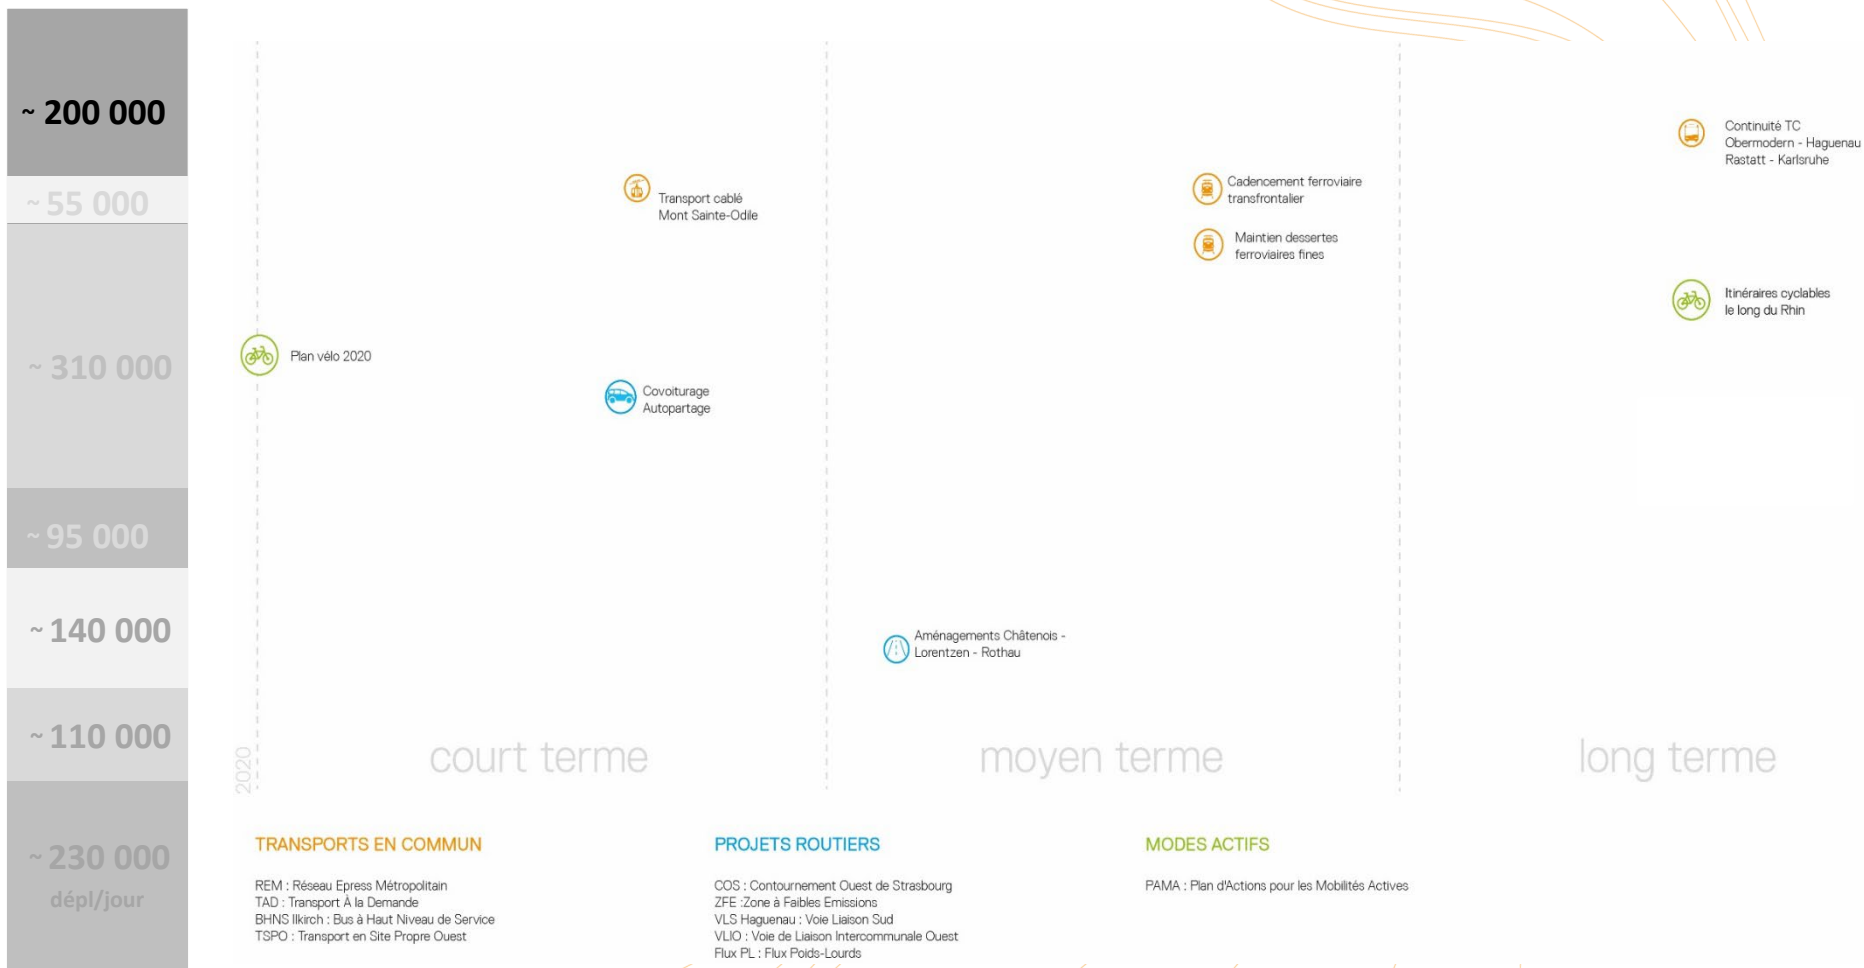 ~ 200 000
~ 55 000
~ 310 000
~ 95 000
~ 140 000
~ 110 000
~ 230 000
dépl/jour
Continuité TC
Obermodern - Haguenau
Rastatt - Karlsruhe
Transport cablé
Mont Sainte-Odile
Cadencement ferroviaire
transfrontalier
Maintien dessertes
ferroviaires fines
Itinéraires cyclables
le long du Rhin
Plan vélo 2020
Covoiturage
Autopartage
Aménagements Châtenois -
Lorentzen - Rothau
2020
court terme
moyen terme
long terme
TRANSPORTS EN COMMUN
REM : Réseau Epress Métropolitain
TAD : Transport À la Demande
BHNS Ilkirch : Bus à Haut Niveau de Service
TSPO : Transport en Site Propre Ouest
PROJETS ROUTIERS
COS : Contournement Ouest de Strasbourg
ZFE :Zone à Faibles Emissions
VLS Haguenau : Voie Liaison Sud
VLIO : Voie de Liaison Intercommunale Ouest
Flux PL : Flux Poids-Lourds
MODES ACTIFS
PAMA : Plan d'Actions pour les Mobilités Actives